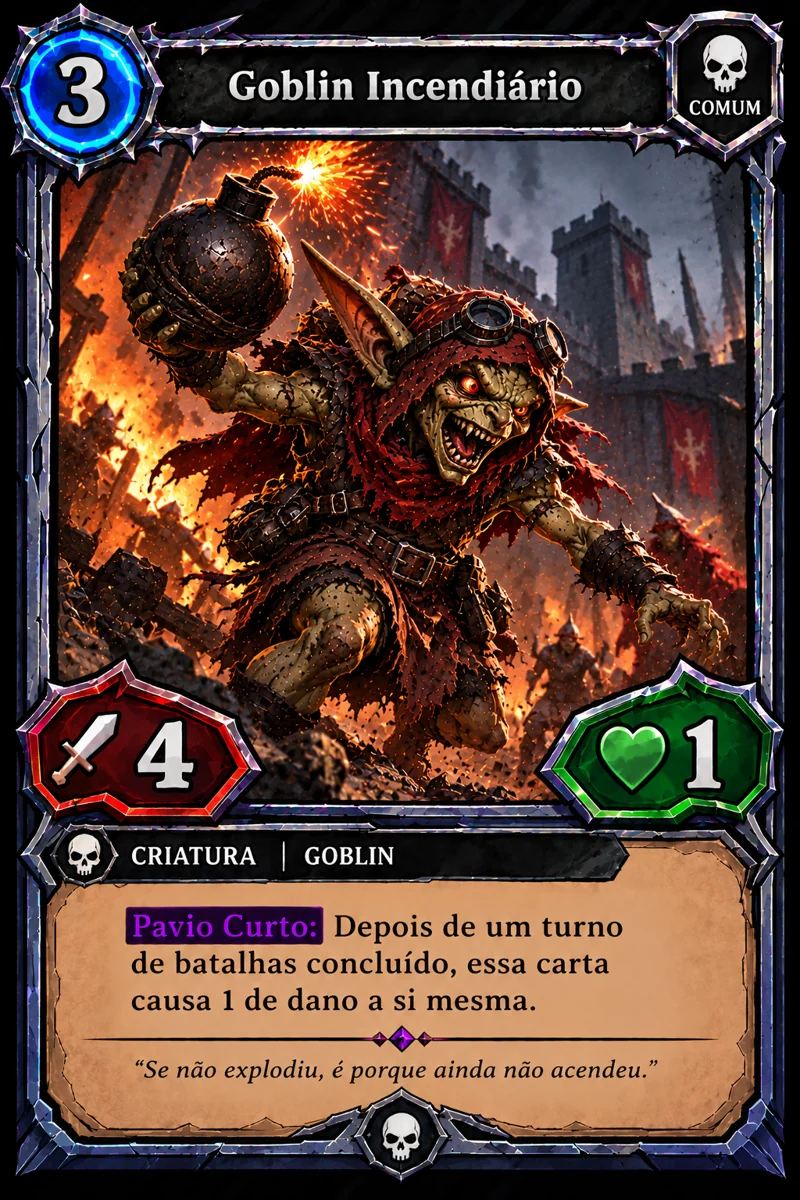 3
Goblin Incendiário
COMUM
4
1
CRIATURA | GOBLIN
Pavio Curto: Depois de um turno
de batalhas concluído, essa carta
causa 1 de dano a si mesma.
“Se não explodiu, é porque ainda não acendeu.”